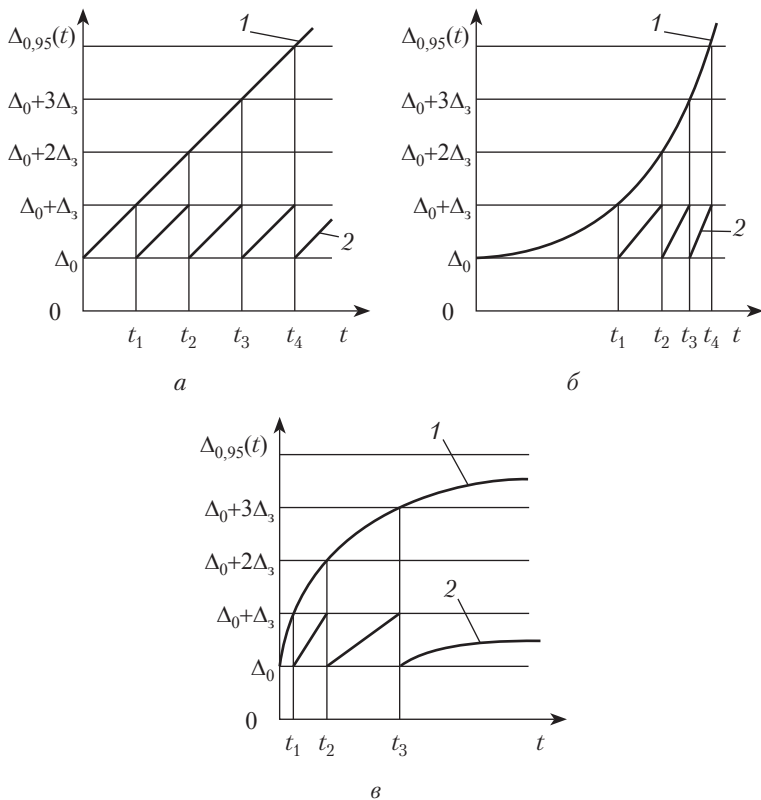 Δ0,95(t)
1
Δ0+3Δз
Δ0+2Δз
Δ0+Δз
2
Δ0
0
t1 t2 t3 t4 t
а
Δ0,95(t)
1
Δ0+3Δз
Δ0+2Δз
Δ0+Δз
2
Δ0
0
t1 t2 t3 t4 t
б
Δ0,95(t)
1
Δ0+3Δз
Δ0+2Δз
Δ0+Δз
2
Δ0
0
t1 t2 t3 t
в